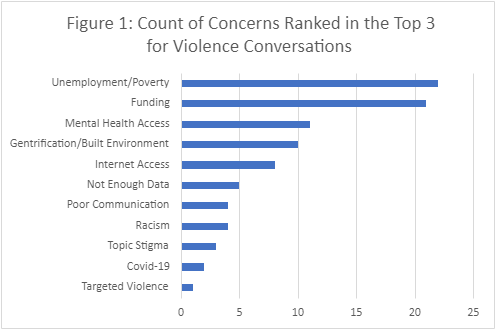 Figure 1: Count of Concerns Ranked in the Top 3
for Violence Conversations
Unemployment/Poverty
Funding
Mental Health Access
Gentrification/Built Environment
Internet Access
Not Enough Data
Poor Communication
Racism
Topic Stigma
Covid-19
Targeted Violence
0 5 10 15 20 25